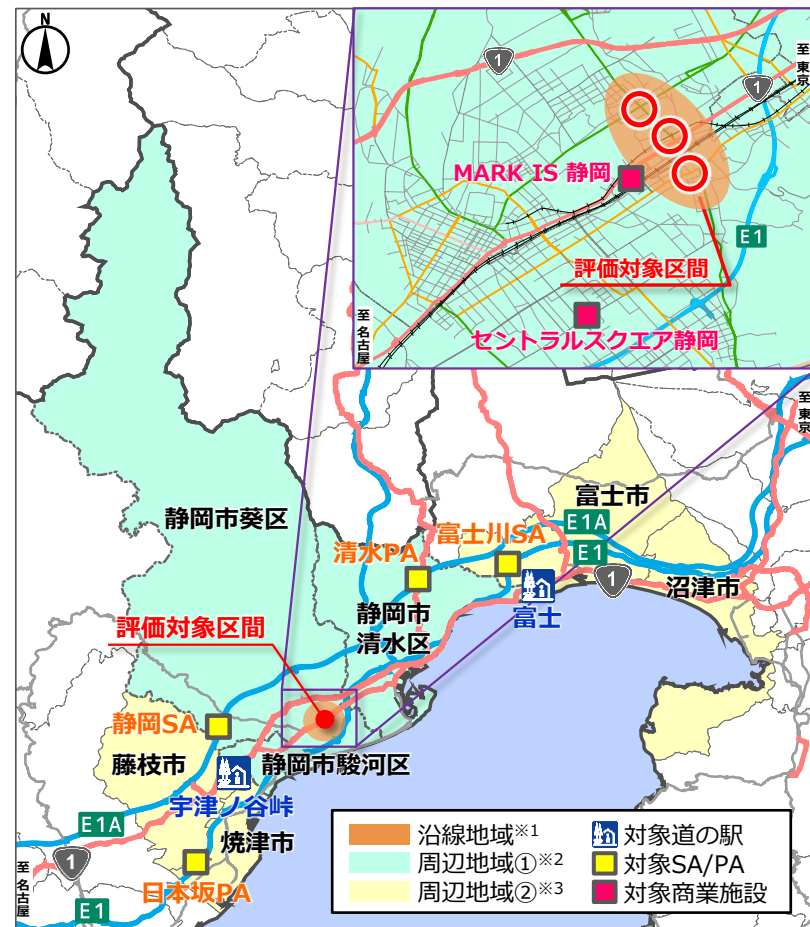 N
1
至 東京
1
MARK IS 静岡
E1
評価対象区間
至 名古屋
セントラルスクエア静岡
至 東京
富士市
静岡市葵区
E1A
富士川SA
清水PA
E1
沼津市
1
富士
静岡市
清水区
評価対象区間
静岡SA
藤枝市
静岡市駿河区
宇津ノ谷峠
E1A
焼津市
1
至 名古屋
日本坂PA
沿線地域※1
周辺地域①※2
周辺地域②※3
対象道の駅
対象SA/PA
対象商業施設